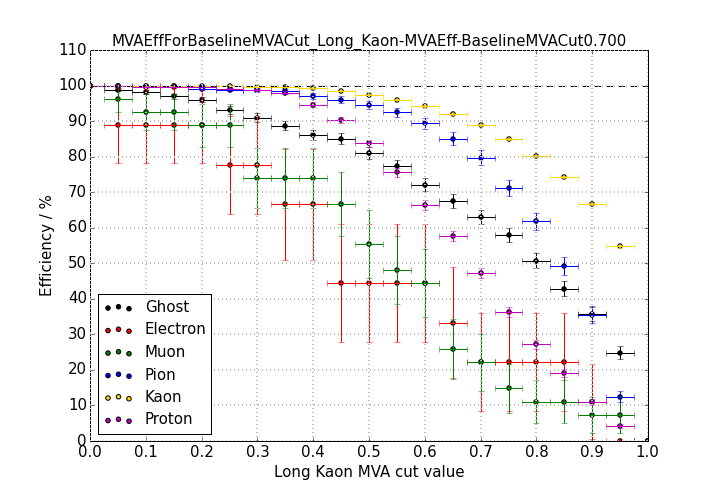 MVAEffForBaselineMVACut_Long_Kaon-MVAEff-BaselineMVACut0.700
110
100
90
80
70
60
50
40
30
20
10
0
Efficiency / %
Ghost
Electron
Muon
Pion
Kaon
Proton
0.0 0.1 0.2 0.3 0.4 0.5 0.6 0.7 0.8 0.9 1.0
Long Kaon MVA cut value